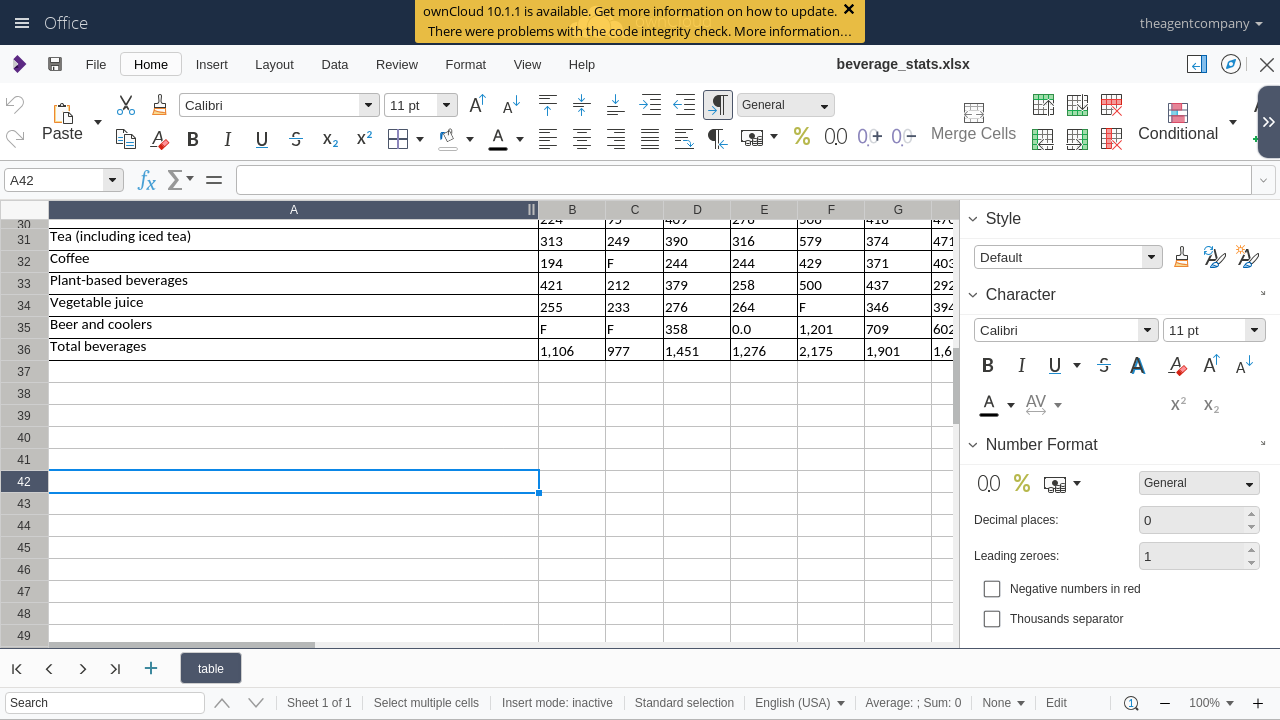 Office
ownCloud 10.1.1 is available. Get more information on how to update.
There were problems with the code integrity check. More information…
theagentcompany
File Home Insert Layout Data Review Format View Help
beverage_stats.xlsx
Paste
Calibri 11 pt General
Merge Cells Conditional
A42
A B C D E F G
30
31 Tea (including iced tea) 313 249 390 316 579 374 471
32 Coffee 194 F 244 244 429 371 403
33 Plant-based beverages 421 212 379 258 500 437 292
34 Vegetable juice 255 233 276 264 F 346 394
35 Beer and coolers F F 358 0.0 1,201 709 602
36 Total beverages 1,106 977 1,451 1,276 2,175 1,901 1,6
37
38
39
40
41
42
43
44
45
46
47
48
49
Style
Default
Character
Calibri 11 pt
Number Format
General
Decimal places: 0
Leading zeroes: 1
Negative numbers in red
Thousands separator
table
Search Sheet 1 of 1 Select multiple cells Insert mode: inactive Standard selection English (USA) Average: ; Sum: 0 None Edit 100%